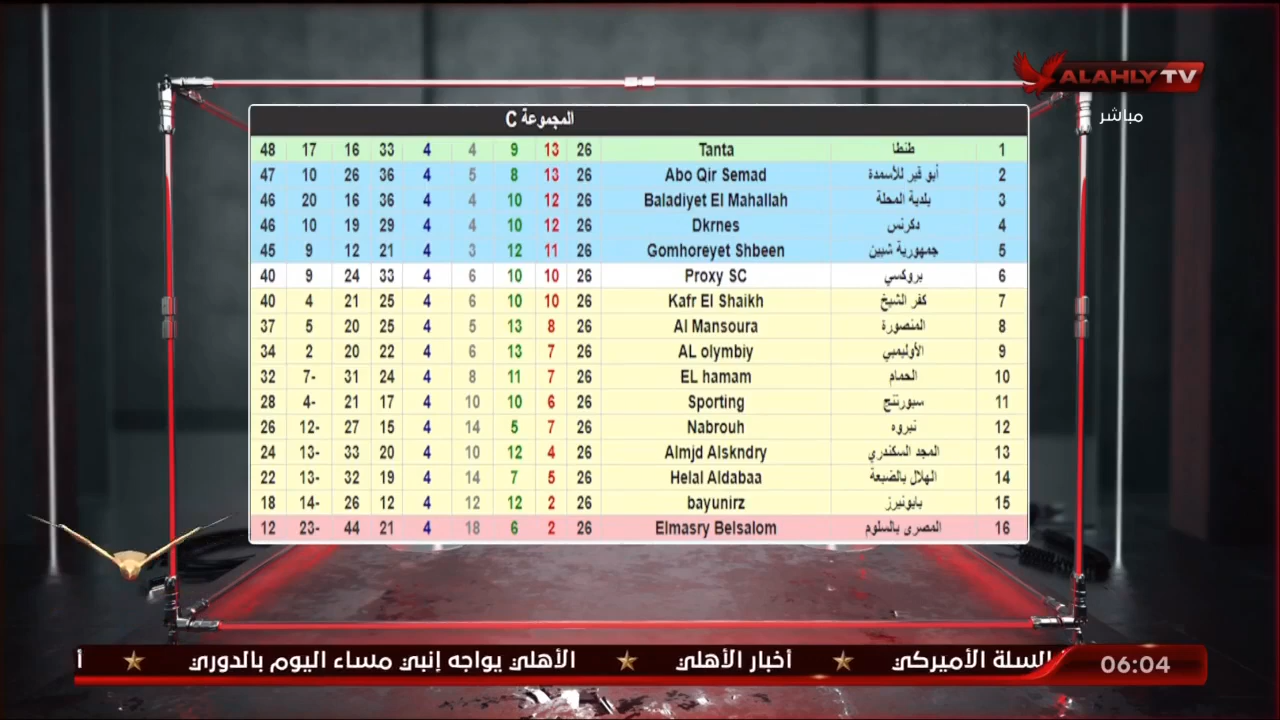 ALAHLY TV
مباشر
المجموعة C
1 طنطا Tanta 26 13 9 4 4 33 16 17 48
2 أبو قير للأسمدة Abo Qir Semad 26 13 8 5 4 36 26 10 47
3 بلدية المحلة Baladiyet El Mahallah 26 12 10 4 4 36 16 20 46
4 دكرنس Dkrnes 26 12 10 4 4 29 19 10 46
5 جمهورية شبين Gomhoreyet Shbeen 26 11 12 3 4 21 12 9 45
6 بروكسي Proxy SC 26 10 10 6 4 33 24 9 40
7 كفر الشيخ Kafr El Shaikh 26 10 10 6 4 25 21 4 40
8 المنصورة Al Mansoura 26 8 13 5 4 25 20 5 37
9 الأوليمبي AL olymbiy 26 7 13 6 4 22 20 2 34
10 الحمام EL hamam 26 7 11 8 4 24 31 7- 32
11 سبورتنج Sporting 26 6 10 10 4 17 21 4- 28
12 نبروه Nabrouh 26 7 5 14 4 15 27 12- 26
13 المجد السكندري Almjd Alskndry 26 4 12 10 4 20 33 13- 24
14 الهلال بالضبعة Helal Aldabaa 26 5 7 14 4 19 32 13- 22
15 بايونيرز bayunirz 26 2 12 12 4 12 26 14- 18
16 المصرى بالسلوم Elmasry Belsalom 26 2 6 18 4 21 44 23- 12
06:04 السلة الأميركي ★ أخبار الأهلي ★ الأهلي يواجه إنبي مساء اليوم بالدوري ★